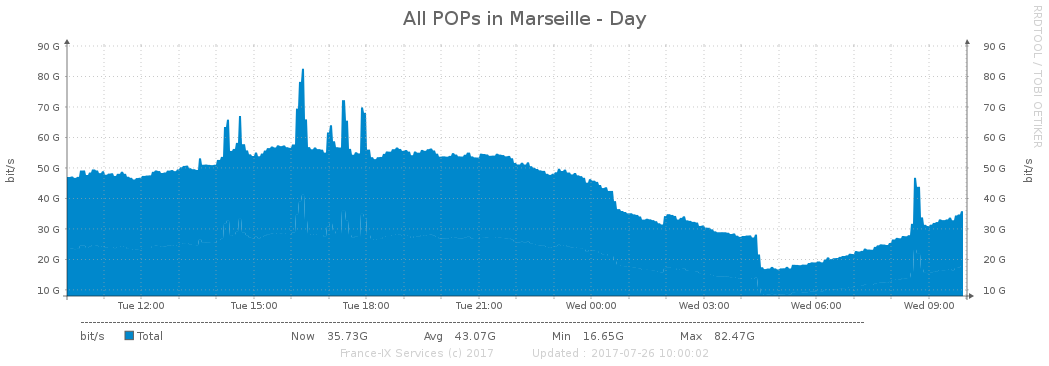 All POPs in Marseille - Day
RRDTOOL / TOBI OETIKER
bit/s
90 G 90 G
80 G 80 G
70 G 70 G
60 G 60 G
50 G 50 G
40 G 40 G
30 G 30 G
20 G 20 G
10 G 10 G
bit/s
Tue 12:00 Tue 15:00 Tue 18:00 Tue 21:00 Wed 00:00 Wed 03:00 Wed 06:00 Wed 09:00
bit/s Total Now 35.73G Avg 43.07G Min 16.65G Max 82.47G
France-IX Services (c) 2017 Updated : 2017-07-26 10:00:02